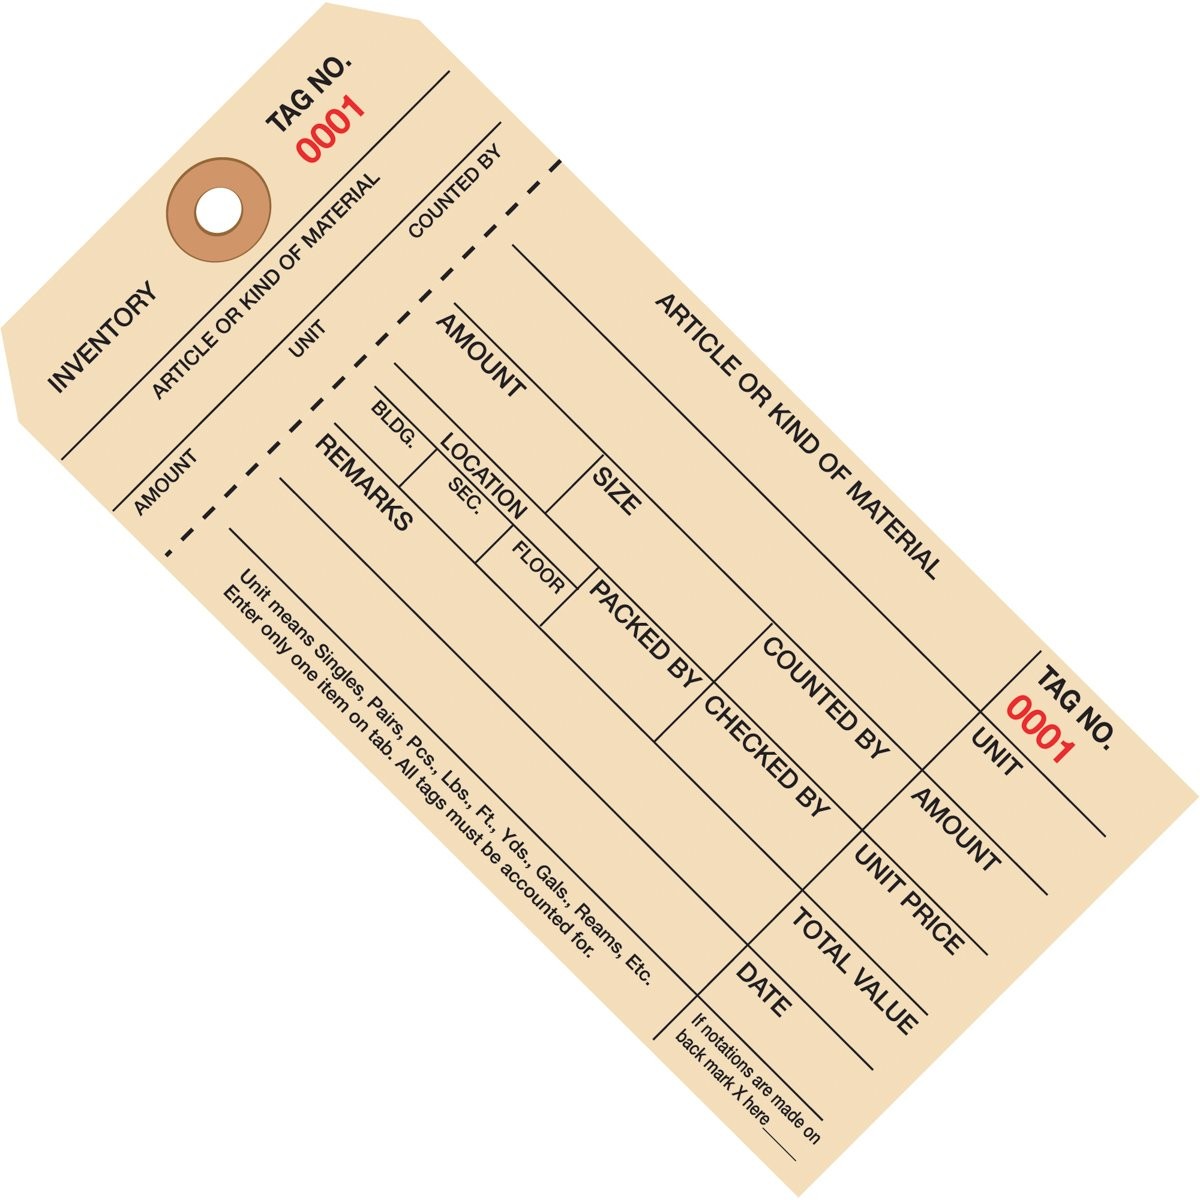 INVENTORY
TAG NO.
0001
ARTICLE OR KIND OF MATERIAL
AMOUNT UNIT COUNTED BY
ARTICLE OR KIND OF MATERIAL
TAG NO.
0001
UNIT
AMOUNT SIZE COUNTED BY
AMOUNT
LOCATION
BLDG. SEC. FLOOR
PACKED BY CHECKED BY
UNIT PRICE
REMARKS
TOTAL VALUE
DATE
Unit means Singles, Pairs, Pcs., Lbs., Ft., Yds., Gals., Reams, Etc.
Enter only one item on tab. All tags must be accounted for.
If notations are made on
back mark X here____